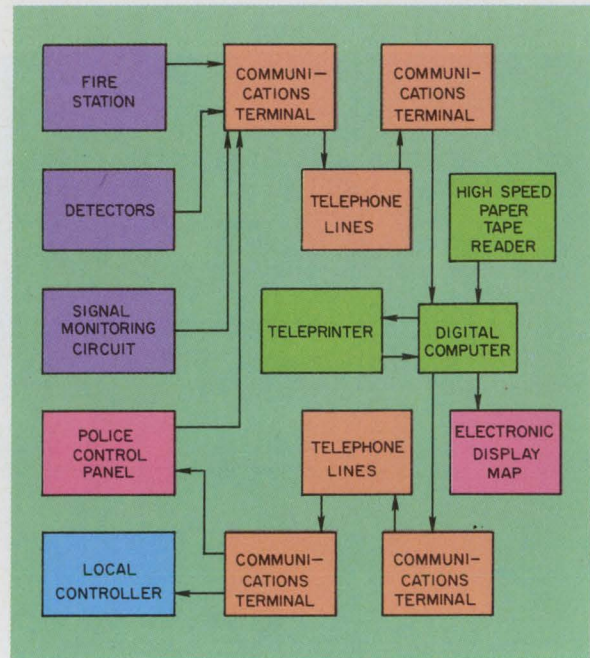 FIRE
STATION
COMMUNI-
CATIONS
TERMINAL
COMMUNI-
CATIONS
TERMINAL
DETECTORS
TELEPHONE
LINES
HIGH SPEED
PAPER
TAPE
READER
SIGNAL
MONITORING
CIRCUIT
TELEPRINTER
DIGITAL
COMPUTER
POLICE
CONTROL
PANEL
TELEPHONE
LINES
ELECTRONIC
DISPLAY
MAP
LOCAL
CONTROLLER
COMMUNI-
CATIONS
TERMINAL
COMMUNI-
CATIONS
TERMINAL